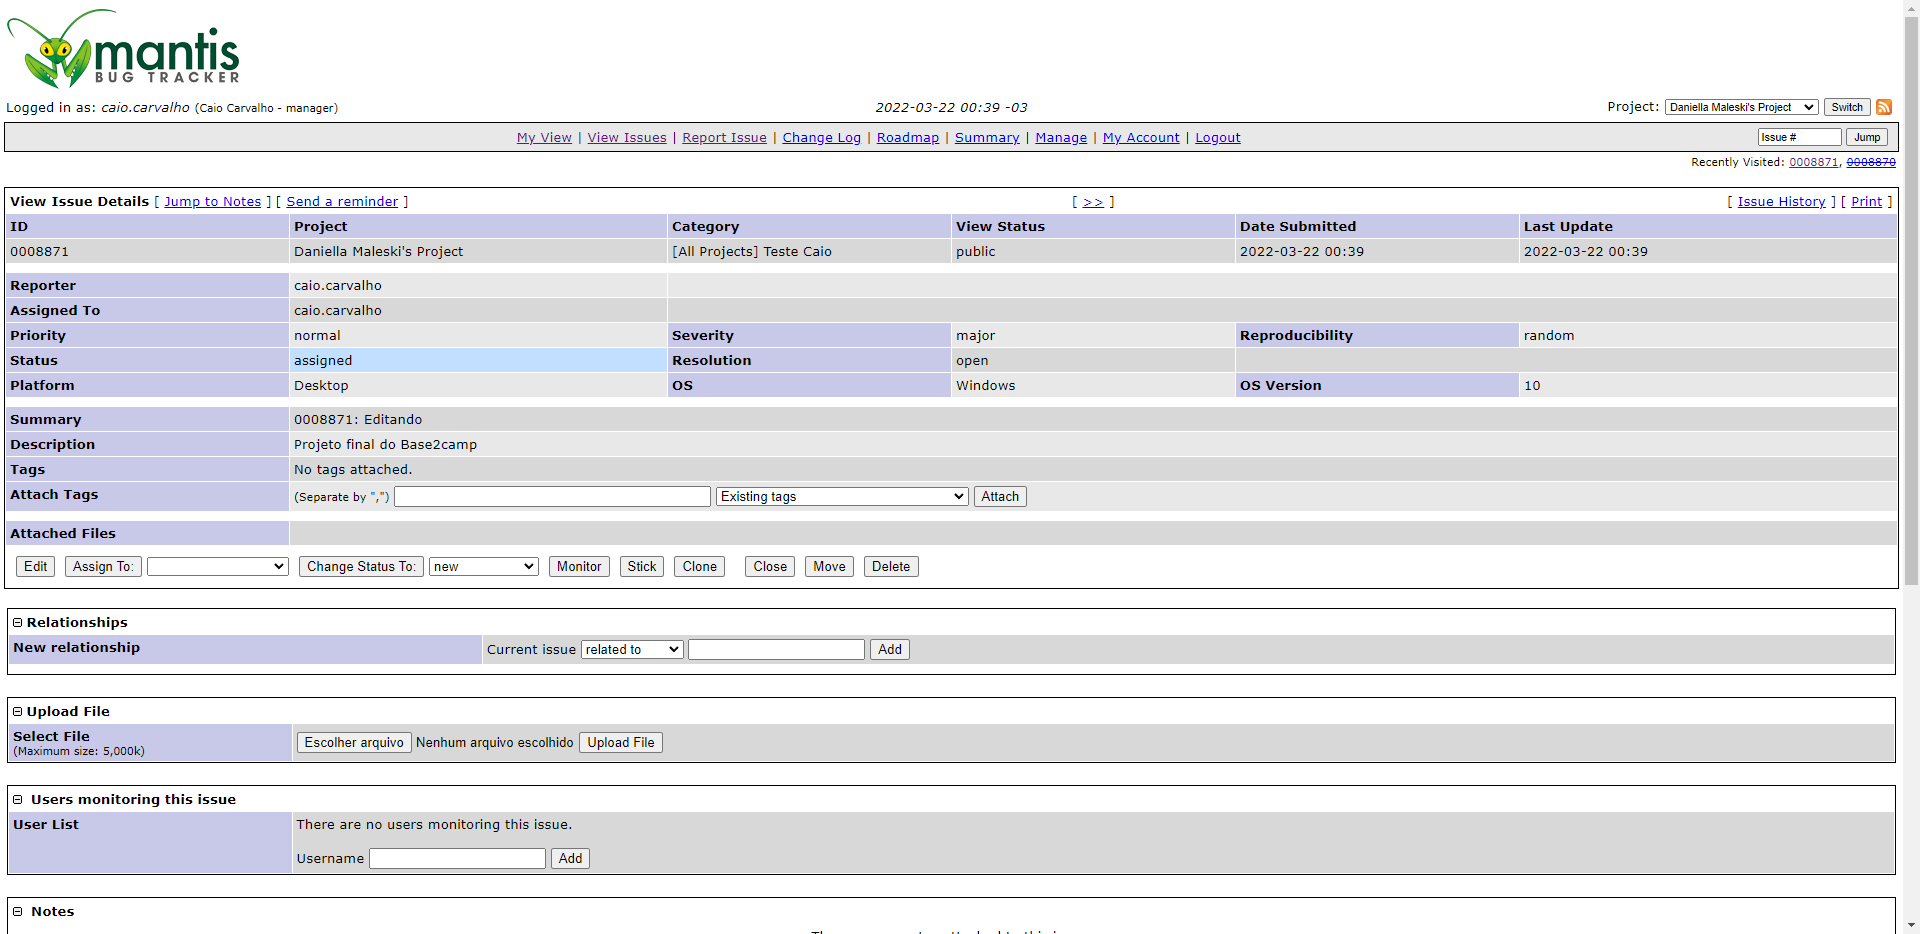 mantis
BUG TRACKER
Logged in as: caio.carvalho (Caio Carvalho - manager)
2022-03-22 00:39 -03
Project: Daniella Maleski's Project Switch
My View | View Issues | Report Issue | Change Log | Roadmap | Summary | Manage | My Account | Logout
Issue # Jump
Recently Visited: 0008871, 0008870
View Issue Details [ Jump to Notes ] [ Send a reminder ] [ >> ] [ Issue History ] [ Print ]
ID Project Category View Status Date Submitted Last Update
0008871 Daniella Maleski's Project [All Projects] Teste Caio public 2022-03-22 00:39 2022-03-22 00:39
Reporter caio.carvalho
Assigned To caio.carvalho
Priority normal Severity major Reproducibility random
Status assigned Resolution open
Platform Desktop OS Windows OS Version 10
Summary 0008871: Editando
Description Projeto final do Base2camp
Tags No tags attached.
Attach Tags (Separate by ",") Existing tags Attach
Attached Files
Edit Assign To: Change Status To: new Monitor Stick Clone Close Move Delete
Relationships
New relationship Current issue related to Add
Upload File
Select File
(Maximum size: 5,000k)
Escolher arquivo Nenhum arquivo escolhido Upload File
Users monitoring this issue
User List There are no users monitoring this issue.
Username Add
Notes